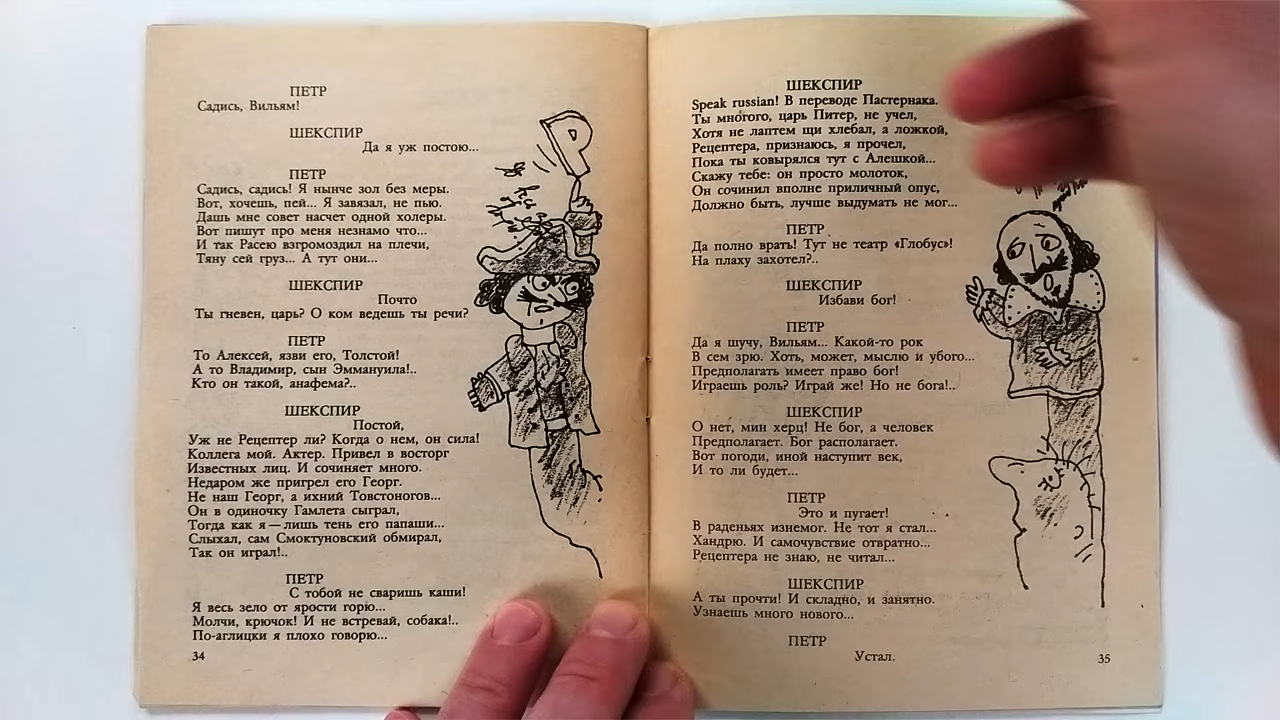 ПЕТР
Садись, Вильям!
ШЕКСПИР
Да я уж постою...
ПЕТР
Садись, садись! Я нынче зол без меры.
Вот, хочешь, пей... Я завязал, не пью.
Дашь мне совет насчет одной холеры.
Вот пишут про меня незнамо что...
И так Расею взгромоздил на плечи,
Тяну сей груз... А тут они...
ШЕКСПИР
Почто
Ты гневен, царь? О ком ведешь ты речи?
ПЕТР
То Алексей, язви его, Толстой!
А то Владимир, сын Эммануила!..
Кто он такой, анафема?..
ШЕКСПИР
Постой,
Уж не Рецептер ли? Когда о нем, он сила!
Коллега мой. Актер. Привел в восторг
Известных лиц. И сочиняет много.
Недаром же пригрел его Георг.
Не наш Георг, а ихний Товстоногов...
Он в одиночку Гамлета сыграл,
Тогда как я — лишь тень его папаши...
Слыхал, сам Смоктуновский обмирал,
Так он играл!..
ПЕТР
С тобой не сваришь каши!
Я весь зело от ярости горю...
Молчи, крючок! И не встревай, собака!..
По-аглицки я плохо говорю...
34
Р
ШЕКСПИР
Speak russian! В переводе Пастернака.
Ты многого, царь Питер, не учел,
Хотя не лаптем щи хлебал, а ложкой,
Рецептера, признаюсь, я прочел,
Пока ты ковырялся тут с Алешкой...
Скажу тебе: он просто молоток,
Он сочинил вполне приличный опус,
Должно быть, лучше выдумать не мог...
ПЕТР
Да полно врать! Тут не театр «Глобус»!
На плаху захотел?..
ШЕКСПИР
Избави бог!
ПЕТР
Да я шучу, Вильям... Какой-то рок
В сем зрю. Хоть, может, мыслю и убого...
Предполагать имеет право бог!
Играешь роль? Играй же! Но не бога!..
ШЕКСПИР
О нет, мин херц! Не бог, а человек
Предполагает. Бог располагает.
Вот погоди, иной наступит век,
И то ли будет...
ПЕТР
Это и пугает!
В раденьях изнемог. Не тот я стал...
Хандрю. И самочувствие отвратно...
Рецептера не знаю, не читал...
ШЕКСПИР
А ты прочти! И складно, и занятно.
Узнаешь много нового...
ПЕТР
Устал.
35